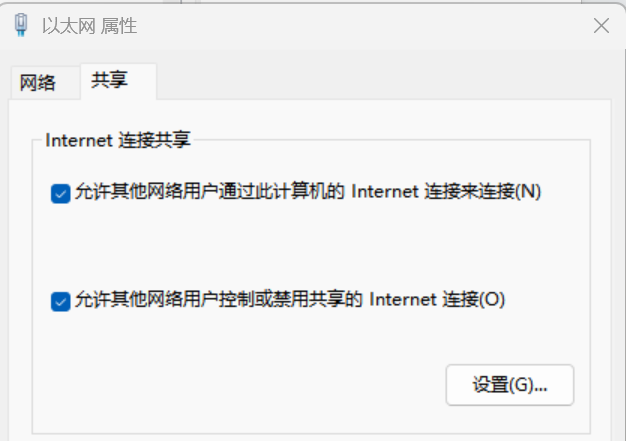 以太网 属性
网络
共享
Internet 连接共享
允许其他网络用户通过此计算机的 Internet 连接来连接(N)
允许其他网络用户控制或禁用共享的 Internet 连接(O)
设置(G)...